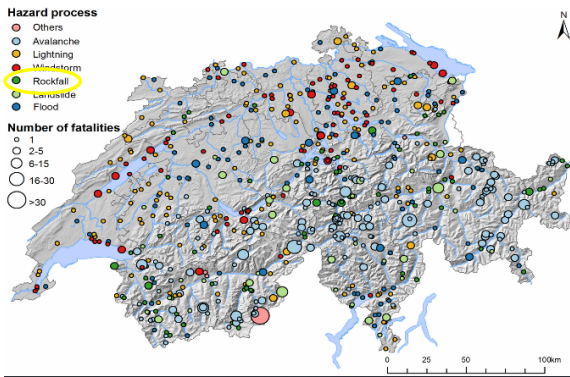 Hazard process
Others
Avalanche
Lightning
Windstorm
Rockfall
Landslide
Flood
Number of fatalities
1
2-5
6-15
16-30
>30
N
0 25 50 100km